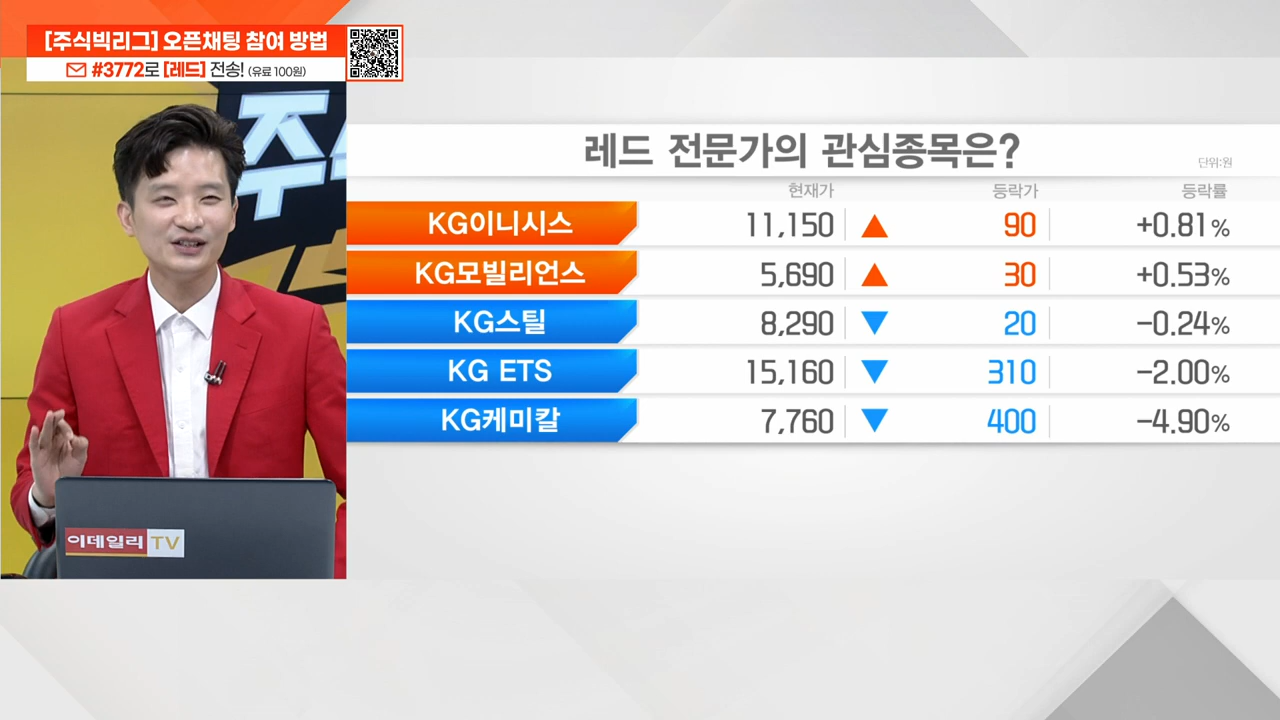 [주식빅리그] 오픈채팅 참여 방법
#3772로 [레드] 전송! (유료 100원)
주식
이데일리 TV
레드 전문가의 관심종목은?
단위:원
현재가 등락가 등락률
KG이니시스 11,150 ▲ 90 +0.81%
KG모빌리언스 5,690 ▲ 30 +0.53%
KG스틸 8,290 ▼ 20 -0.24%
KG ETS 15,160 ▼ 310 -2.00%
KG케미칼 7,760 ▼ 400 -4.90%